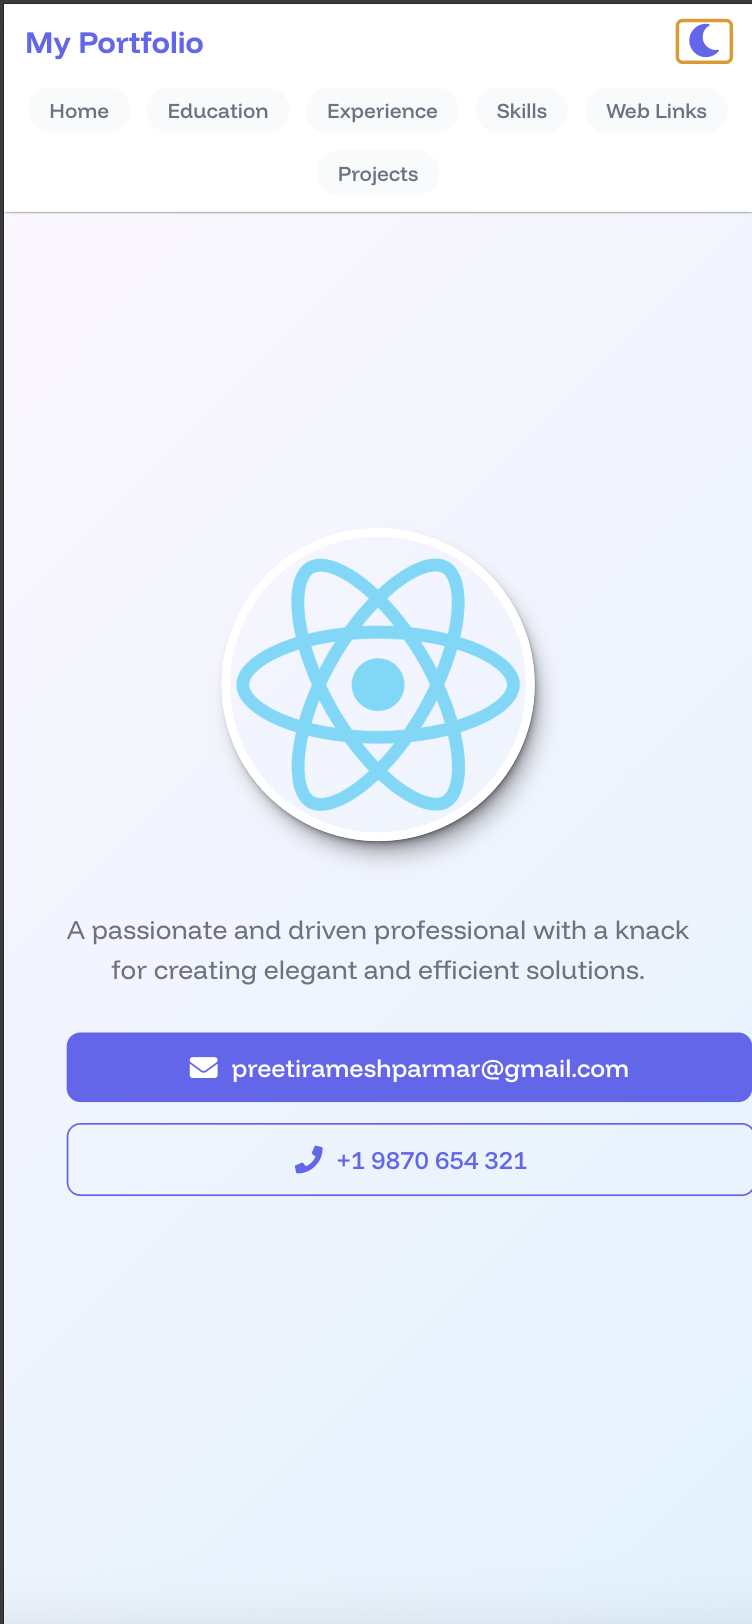 My Portfolio
Home Education Experience Skills Web Links
Projects
A passionate and driven professional with a knack
for creating elegant and efficient solutions.
preetirameshparmar@gmail.com
+1 9870 654 321